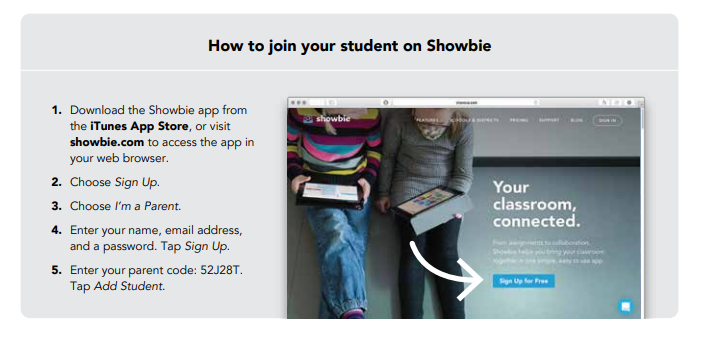 How to join your student on Showbie
1. Download the Showbie app from
the iTunes App Store, or visit
showbie.com to access the app in
your web browser.
2. Choose Sign Up.
3. Choose I'm a Parent.
4. Enter your name, email address,
and a password. Tap Sign Up.
5. Enter your parent code: 52J28T.
Tap Add Student.
showbie
FEATURES SCHOOLS & DISTRICTS PRICING SUPPORT BLOG SIGN IN
Your
classroom,
connected.
From assignments to collaboration,
Showbie helps you bring your classroom
together in one simple, easy to use app.
Sign Up for Free